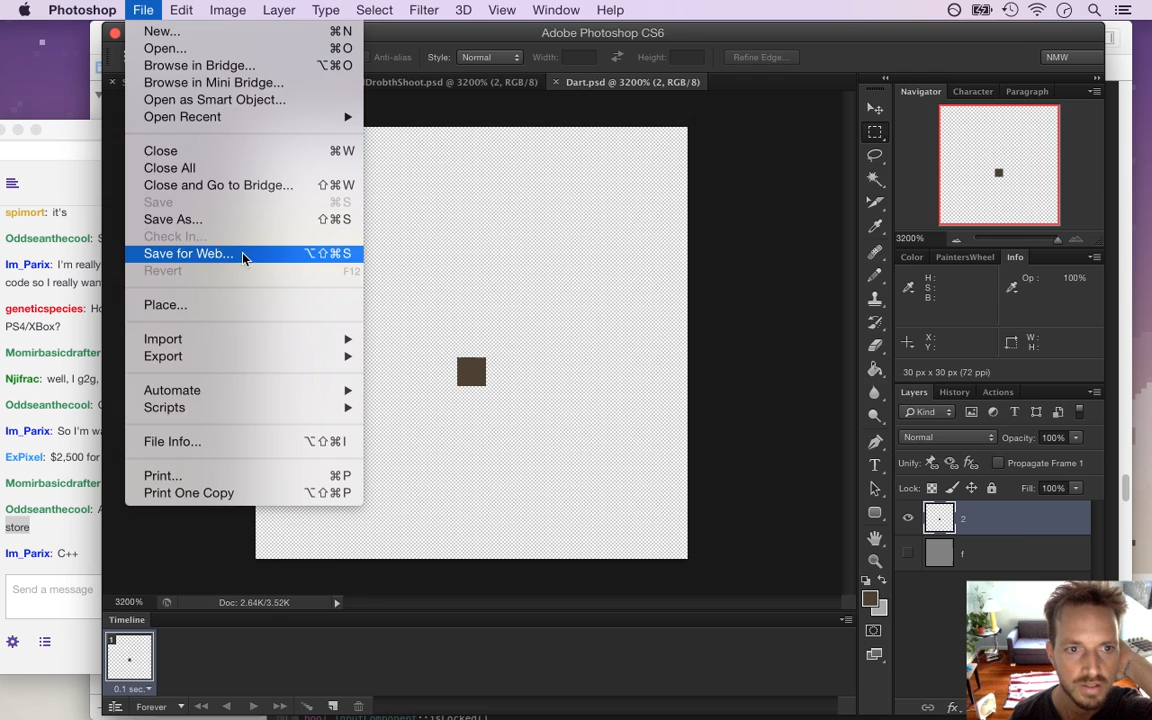 Photoshop File Edit Image Layer Type Select Filter 3D View Window Help
Adobe Photoshop CS6
New... ⌘N
Open... ⌘O
Browse in Bridge... ⌥⌘O
Browse in Mini Bridge...
Open as Smart Object...
Open Recent
Close ⌘W
Close All
Close and Go to Bridge... ⇧⌘W
Save ⌘S
Save As... ⇧⌘S
Check In...
Save for Web... ⌥⇧⌘S
Revert F12
Place...
Import
Export
Automate
Scripts
File Info... ⌥⇧⌘I
Print... ⌘P
Print One Copy ⌥⇧⌘P
Anti-alias Style: Normal Width: Height: Refine Edge... NMW
DrobthShoot.psd @ 3200% (2, RGB/8) × Dart.psd @ 3200% (2, RGB/8)
spimort: it's
Oddseanthecool:
Im_Parix: I'm really
code so I really
geneticspecies:
PS4/XBox?
Momirbasicdrafter
Njifrac: well, I g2g,
Oddseanthecool:
Im_Parix: So I'm
ExPixel: $2,500 for
Momirbasicdrafter
Oddseanthecool:
store
Im_Parix: C++
Send a message
3200% Doc: 2.64K/3.52K
Timeline
1
0.1 sec.
Forever
Navigator Character Paragraph
3200%
Color PaintersWheel Info
H:
S:
B:
Op: 100%
X:
Y:
W:
H:
30 px x 30 px (72 ppi)
Layers History Actions
Kind
Normal Opacity: 100%
Unify: Propagate Frame 1
Lock: Fill: 100%
2
f
bool InputComponent::isLocked()